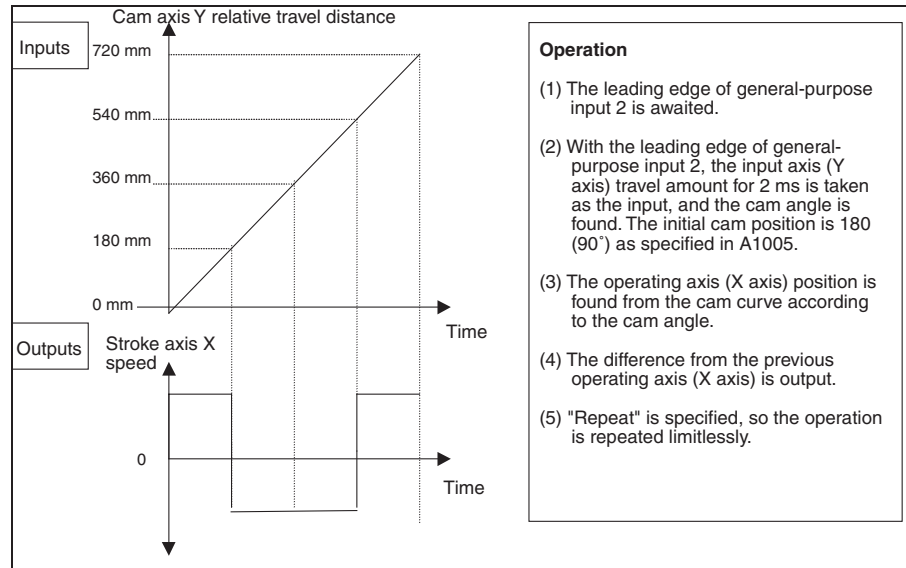 Cam axis Y relative travel distance
Inputs
720 mm
540 mm
360 mm
180 mm
0 mm
Time
Outputs
Stroke axis X
speed
0
Time
Operation
(1) The leading edge of general-purpose
input 2 is awaited.
(2) With the leading edge of general-
purpose input 2, the input axis (Y
axis) travel amount for 2 ms is taken
as the input, and the cam angle is
found. The initial cam position is 180
(90˚) as specified in A1005.
(3) The operating axis (X axis) position is
found from the cam curve according
to the cam angle.
(4) The difference from the previous
operating axis (X axis) is output.
(5) "Repeat" is specified, so the operation
is repeated limitlessly.